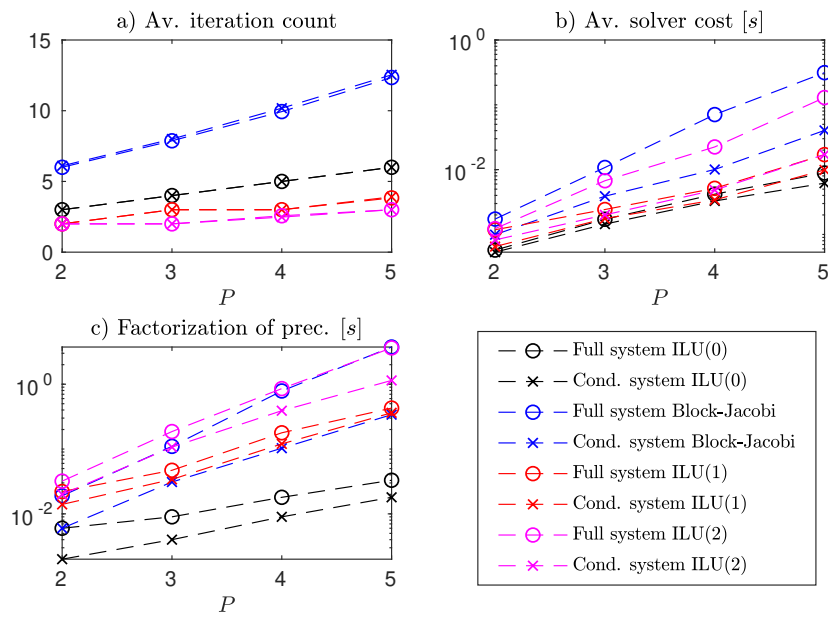 a) Av. iteration count
15
10
5
0
2 3 4 5
P
b) Av. solver cost [s]
10^0
10^-2
2 3 4 5
P
c) Factorization of prec. [s]
10^0
10^-2
2 3 4 5
P
Full system ILU(0)
Cond. system ILU(0)
Full system Block-Jacobi
Cond. system Block-Jacobi
Full system ILU(1)
Cond. system ILU(1)
Full system ILU(2)
Cond. system ILU(2)